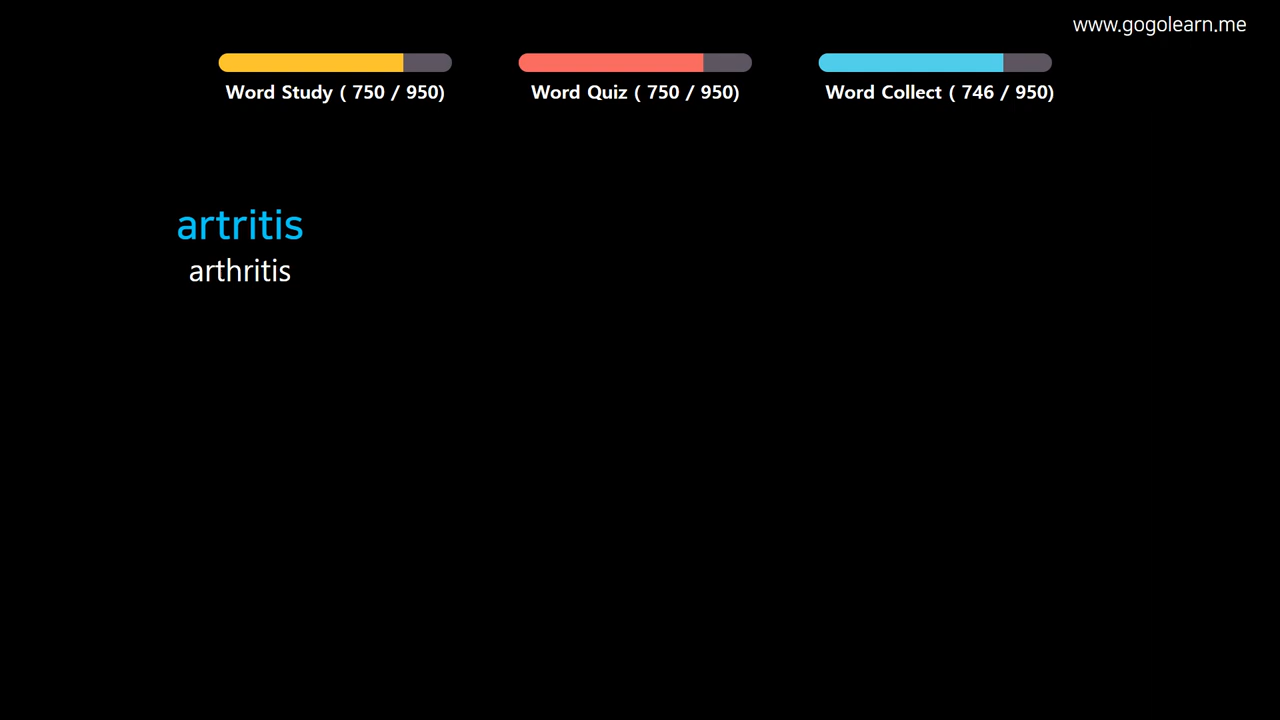 www.gogolearn.me
Word Study ( 750 / 950)
Word Quiz ( 750 / 950)
Word Collect ( 746 / 950)
artritis
arthritis